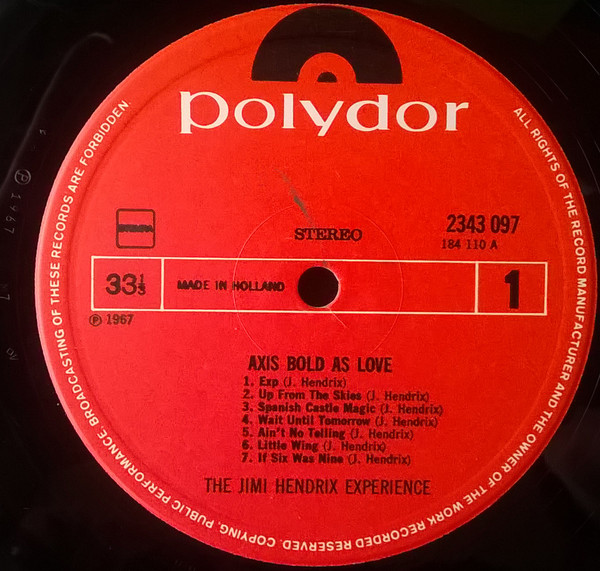 polydor
ALL RIGHTS OF THE RECORD MANUFACTURER AND THE OWNER OF THE WORK RECORDED RESERVED. COPYING, PUBLIC PERFORMANCE, BROADCASTING OF THESE RECORDS ARE FORBIDDEN
℗ 1967
STEMRA
STEREO
2343 097
184 110 A
33⅓
MADE IN HOLLAND
1
℗ 1967
AXIS BOLD AS LOVE
1. Exp (J. Hendrix)
2. Up From The Skies (J. Hendrix)
3. Spanish Castle Magic (J. Hendrix)
4. Wait Until Tomorrow (J. Hendrix)
5. Ain't No Telling (J. Hendrix)
6. Little Wing (J. Hendrix)
7. If Six Was Nine (J. Hendrix)
THE JIMI HENDRIX EXPERIENCE